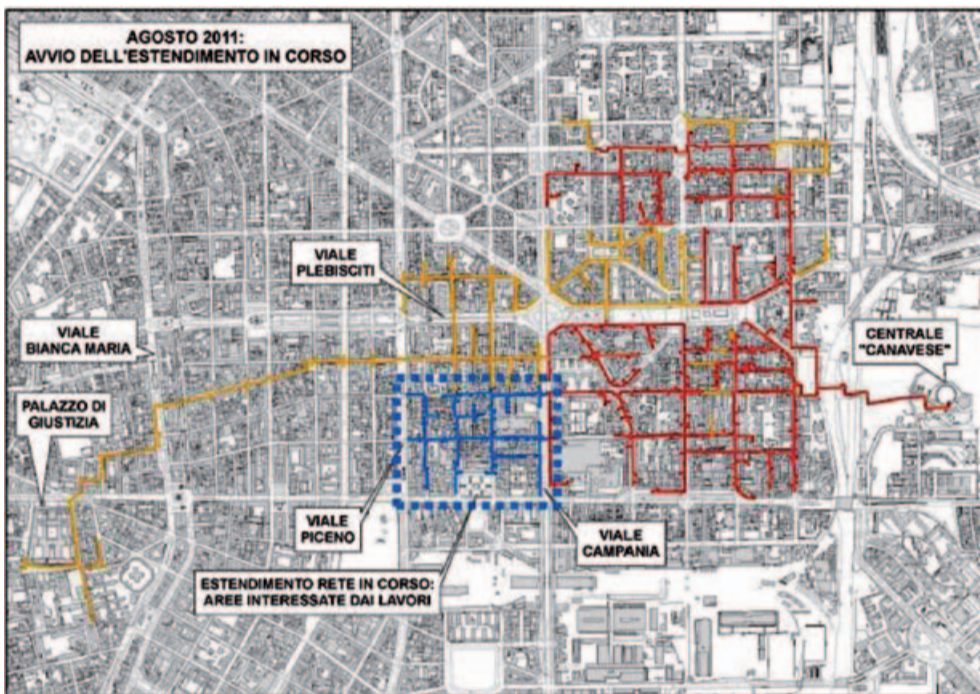 AGOSTO 2011:
AVVIO DELL'ESTENDIMENTO IN CORSO
VIALE
PLEBISCITI
VIALE
BIANCA MARIA
CENTRALE
"CANAVESE"
PALAZZO DI
GIUSTIZIA
VIALE
PICENO
VIALE
CAMPANIA
ESTENDIMENTO RETE IN CORSO:
AREE INTERESSATE DAI LAVORI